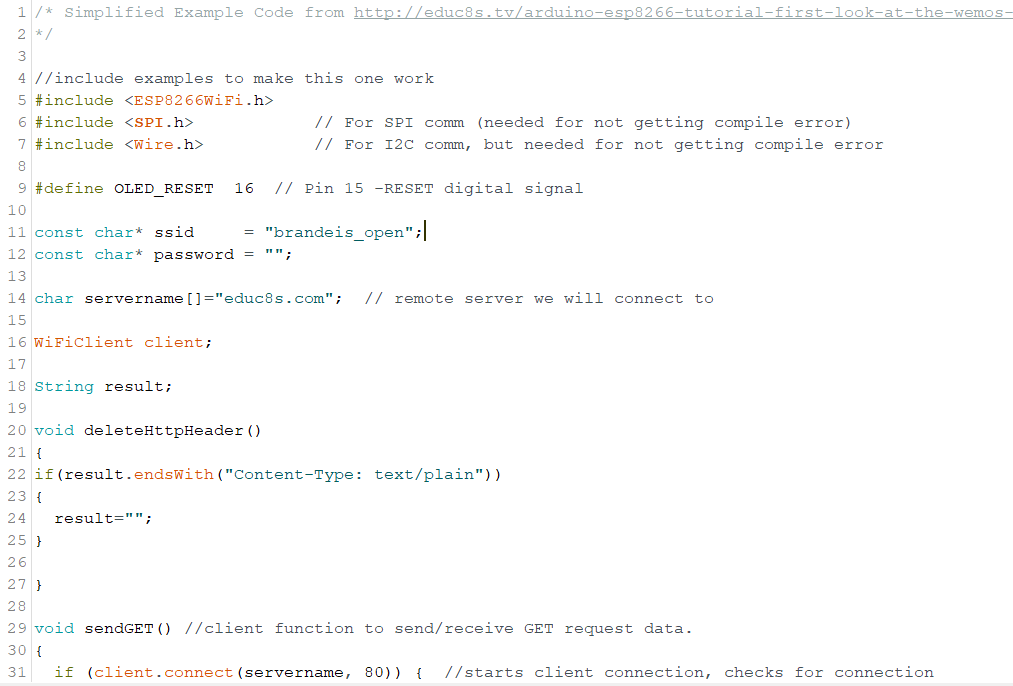 1 /* Simplified Example Code from http://educ8s.tv/arduino-esp8266-tutorial-first-look-at-the-wemos-
2 */
3
4 //include examples to make this one work
5 #include <ESP8266WiFi.h>
6 #include <SPI.h>            // For SPI comm (needed for not getting compile error)
7 #include <Wire.h>           // For I2C comm, but needed for not getting compile error
8
9 #define OLED_RESET  16  // Pin 15 -RESET digital signal
10
11 const char* ssid     = "brandeis_open";
12 const char* password = "";
13
14 char servername[]="educ8s.com";  // remote server we will connect to
15
16 WiFiClient client;
17
18 String result;
19
20 void deleteHttpHeader()
21 {
22 if(result.endsWith("Content-Type: text/plain"))
23 {
24   result="";
25 }
26
27 }
28
29 void sendGET() //client function to send/receive GET request data.
30 {
31   if (client.connect(servername, 80)) {  //starts client connection, checks for connection